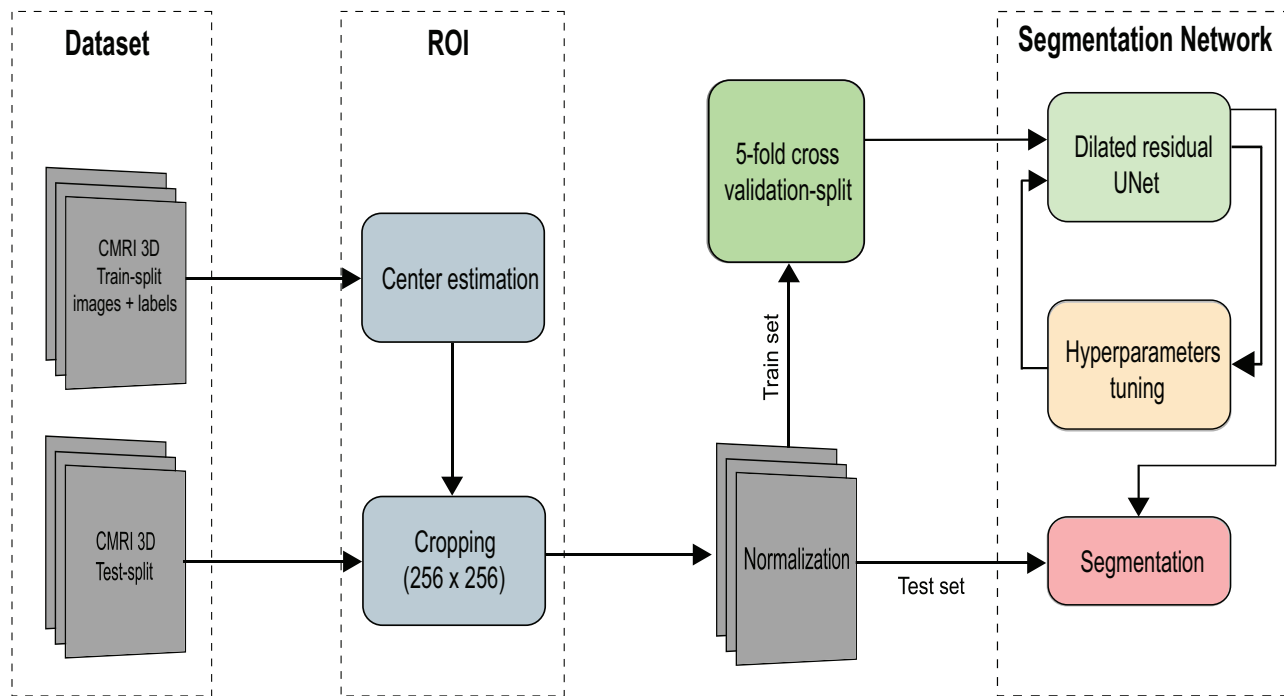 Dataset
ROI
Segmentation Network
CMRI 3D
Train-split
images + labels
Center estimation
5-fold cross
validation-split
Dilated residual
UNet
Hyperparameters
tuning
Train set
CMRI 3D
Test-split
Cropping
(256 x 256)
Normalization
Test set
Segmentation